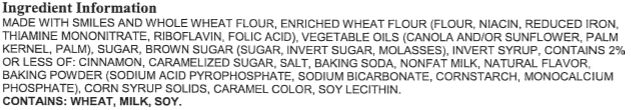 Ingredient Information
MADE WITH SMILES AND WHOLE WHEAT FLOUR, ENRICHED WHEAT FLOUR (FLOUR, NIACIN, REDUCED IRON,
THIAMINE MONONITRATE, RIBOFLAVIN, FOLIC ACID), VEGETABLE OILS (CANOLA AND/OR SUNFLOWER, PALM
KERNEL, PALM), SUGAR, BROWN SUGAR (SUGAR, INVERT SUGAR, MOLASSES), INVERT SYRUP, CONTAINS 2%
OR LESS OF: CINNAMON, CARAMELIZED SUGAR, SALT, BAKING SODA, NONFAT MILK, NATURAL FLAVOR,
BAKING POWDER (SODIUM ACID PYROPHOSPHATE, SODIUM BICARBONATE, CORNSTARCH, MONOCALCIUM
PHOSPHATE), CORN SYRUP SOLIDS, CARAMEL COLOR, SOY LECITHIN.
CONTAINS: WHEAT, MILK, SOY.